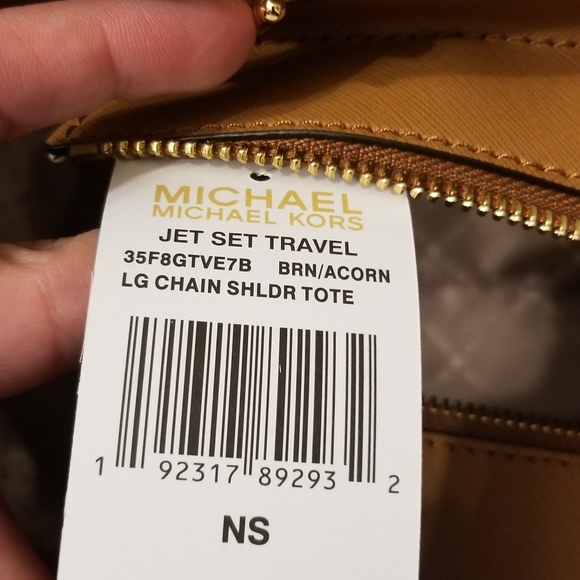 MICHAEL
MICHAEL KORS
JET SET TRAVEL
35F8GTVE7B BRN/ACORN
LG CHAIN SHLDR TOTE
1 92317 89293 2
NS